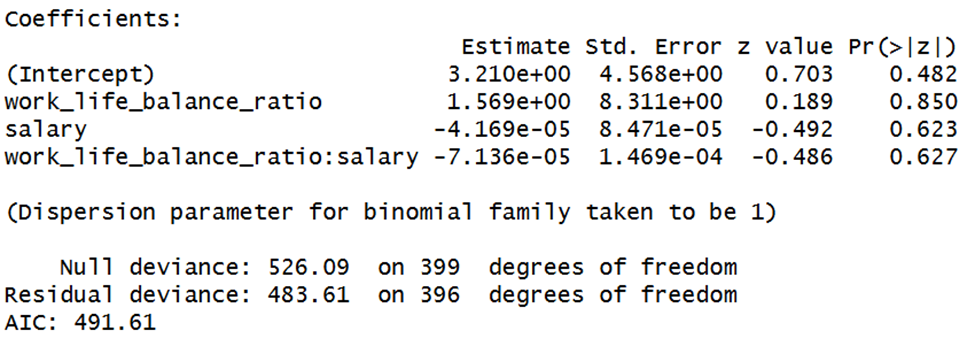 Coefficients:
Estimate Std. Error z value Pr(>|z|)
(Intercept) 3.210e+00 4.568e+00 0.703 0.482
work_life_balance_ratio 1.569e+00 8.311e+00 0.189 0.850
salary -4.169e-05 8.471e-05 -0.492 0.623
work_life_balance_ratio:salary -7.136e-05 1.469e-04 -0.486 0.627
(Dispersion parameter for binomial family taken to be 1)
Null deviance: 526.09 on 399 degrees of freedom
Residual deviance: 483.61 on 396 degrees of freedom
AIC: 491.61